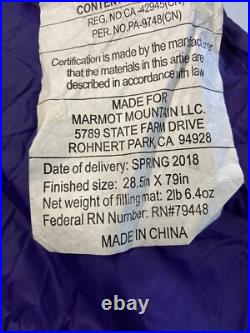 CONTENT
REG. NO.CA- 42945(CN)
PER. NO.PA-9748(CN)
Certification is made by the manufacturer
that the materials in this article
described in accordance with law
MADE FOR
MARMOT MOUNTAIN LLC.
5789 STATE FARM DRIVE
ROHNERT PARK, CA 94928
Date of delivery: SPRING 2018
Finished size: 28.5in X 79in
Net weight of filling mat: 2lb 6.4oz
Federal RN Number: RN#79448
MADE IN CHINA